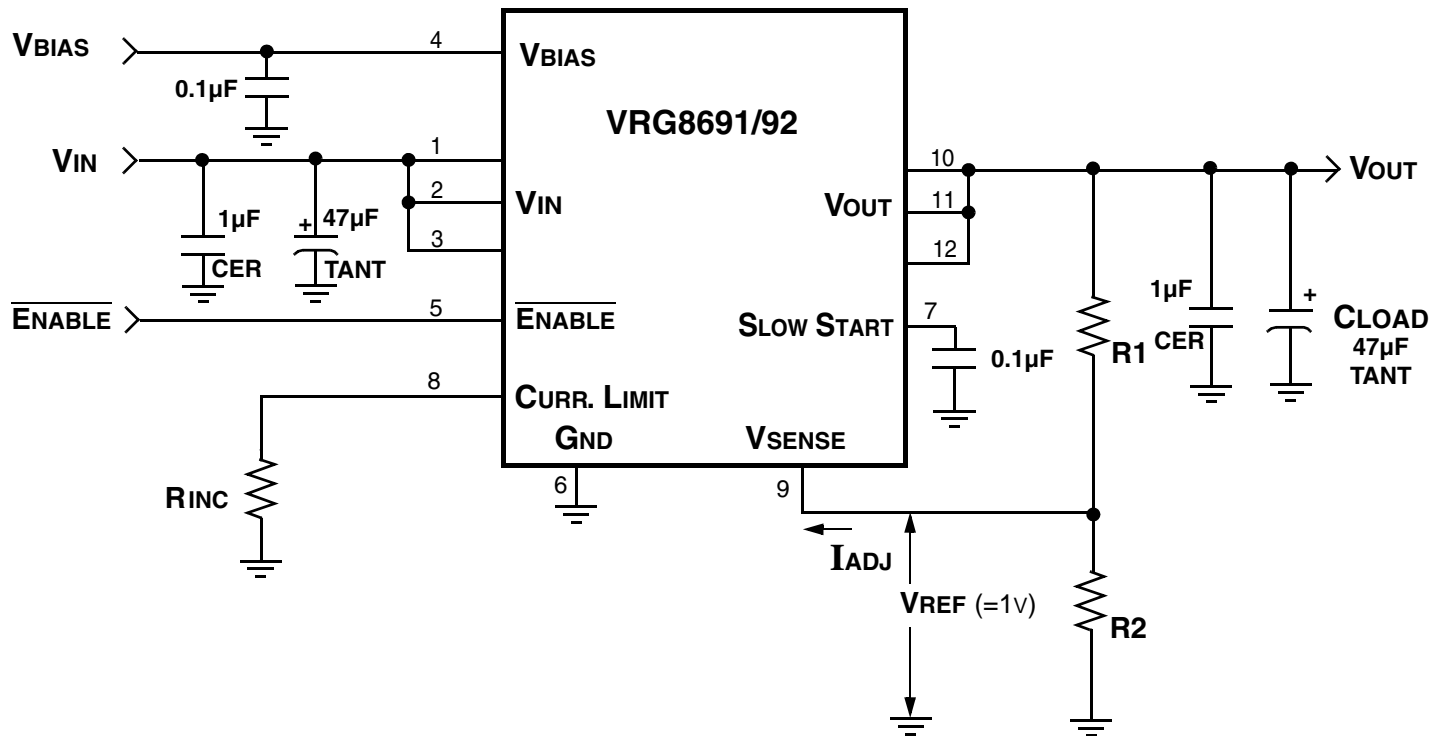 VBIAS
4
VBIAS
0.1µF
VRG8691/92
VIN
1
2
3
VIN
1µF
CER
+
47µF
TANT
10
11
12
VOUT
VOUT
ENABLE
5
ENABLE
SLOW START
7
0.1µF
R1
1µF
CER
+
CLOAD
47µF
TANT
8
CURR. LIMIT
GND
VSENSE
RINC
6
9
IADJ
VREF (=1V)
R2